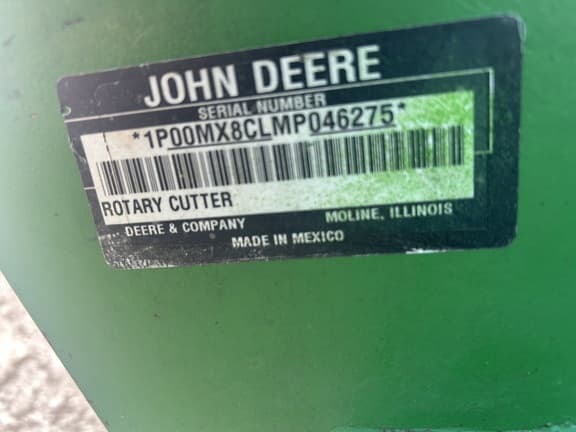 JOHN DEERE
SERIAL NUMBER
*1P00MX8CLMP046275*
ROTARY CUTTER
DEERE & COMPANY MOLINE, ILLINOIS
MADE IN MEXICO